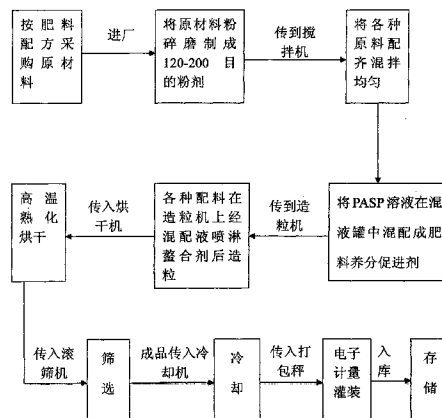 按肥料
配方采
购原材
料
进厂
将原材料粉
碎磨制成
120-200 目
的粉剂
传到搅
拌机
将各种
原料配
齐混拌
均匀
高温
熟化
烘干
传入烘
干机
各种配料在
造粒机上经
混配液喷淋
螯合剂后造
粒
传到造
粒机
将PASP溶液在混
液罐中混配成肥
料养分促进剂
传入滚
筛机
筛
选
成品传入冷
却机
冷
却
传入打
包秤
电子
计量
灌装
入
库
存
储